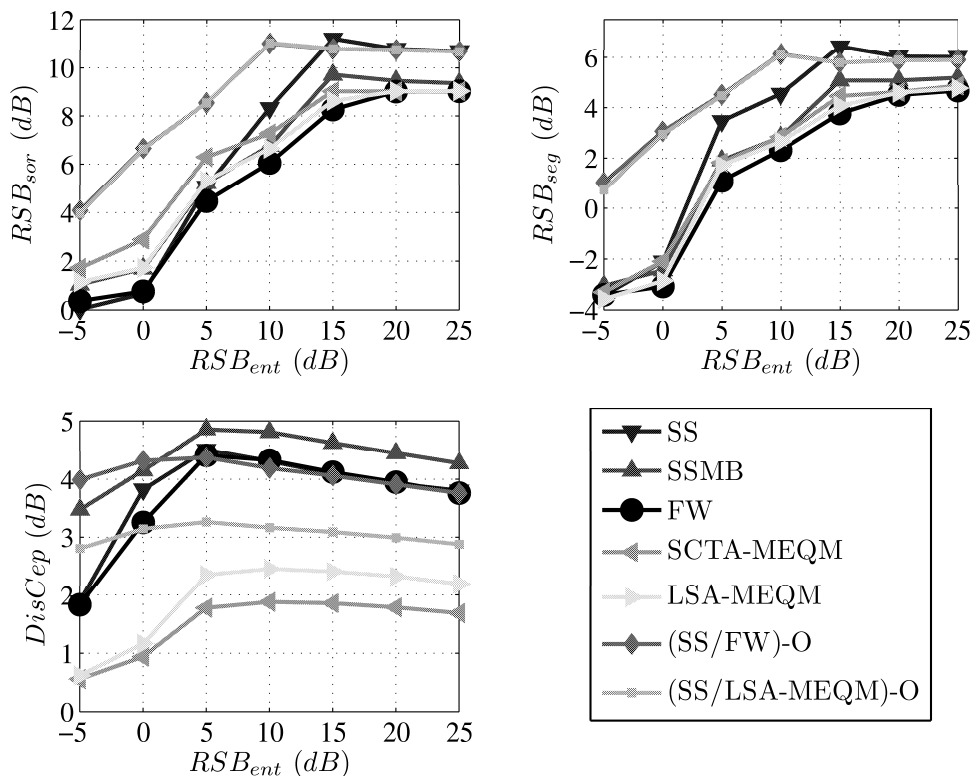 12
10
8
6
4
2
0
RSB_sor (dB)
−5 0 5 10 15 20 25
RSB_ent (dB)
6
4
2
0
−2
−4
RSB_seg (dB)
−5 0 5 10 15 20 25
RSB_ent (dB)
5
4
3
2
1
0
DisCep (dB)
−5 0 5 10 15 20 25
RSB_ent (dB)
SS
SSMB
FW
SCTA-MEQM
LSA-MEQM
(SS/FW)-O
(SS/LSA-MEQM)-O